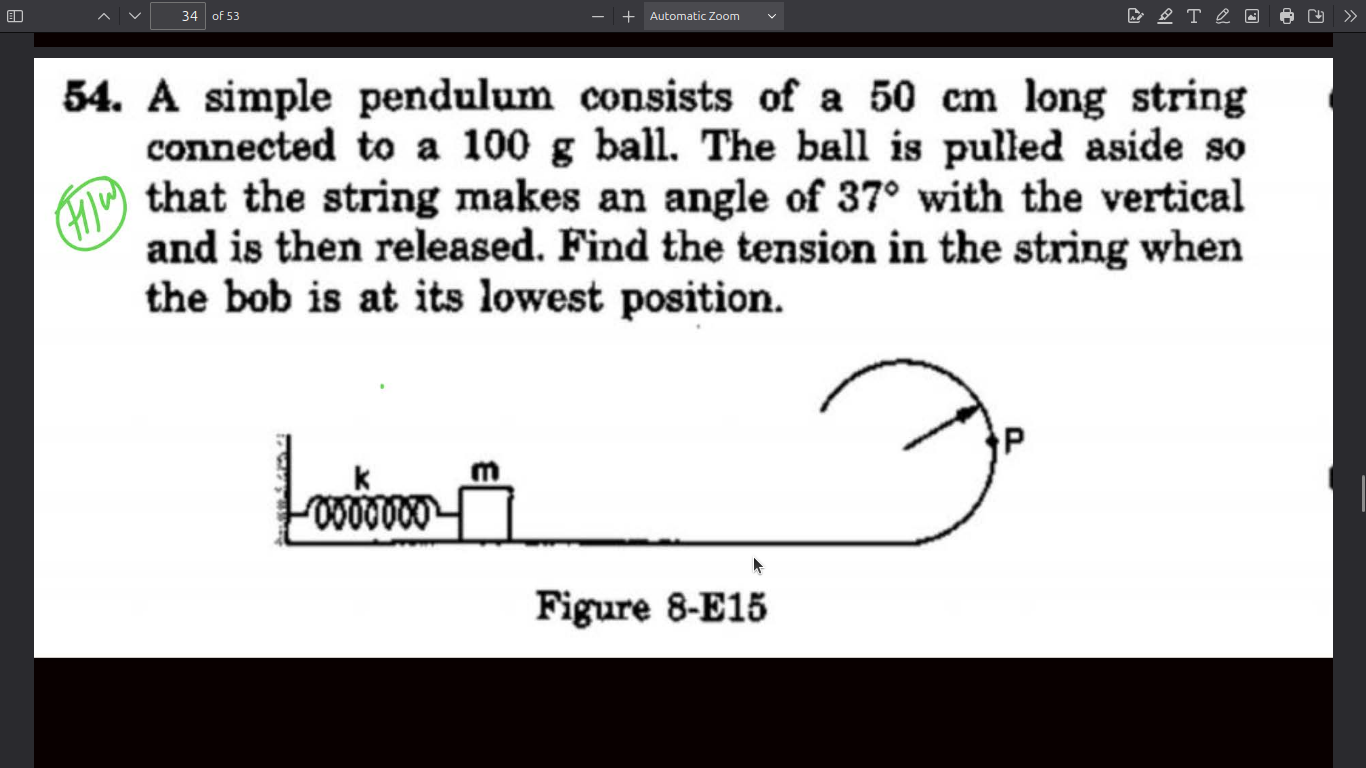 34 of 53
Automatic Zoom
54. A simple pendulum consists of a 50 cm long string
connected to a 100 g ball. The ball is pulled aside so
H/W
that the string makes an angle of 37° with the vertical
and is then released. Find the tension in the string when
the bob is at its lowest position.
k
m
P
Figure 8-E15